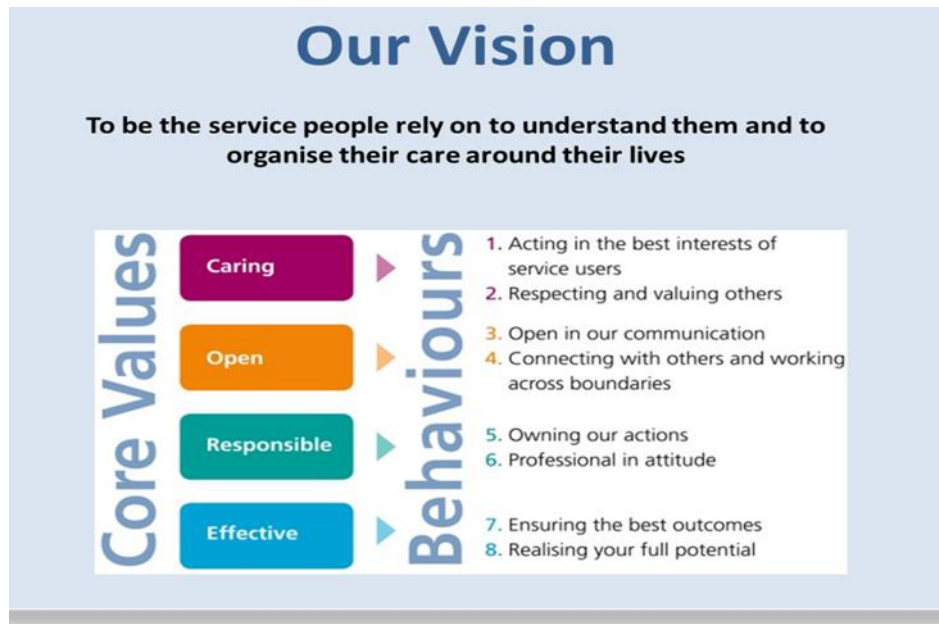 Our Vision
To be the service people rely on to understand them and to
organise their care around their lives
Core Values
Caring
Open
Responsible
Effective
Behaviours
1. Acting in the best interests of
service users
2. Respecting and valuing others
3. Open in our communication
4. Connecting with others and working
across boundaries
5. Owning our actions
6. Professional in attitude
7. Ensuring the best outcomes
8. Realising your full potential